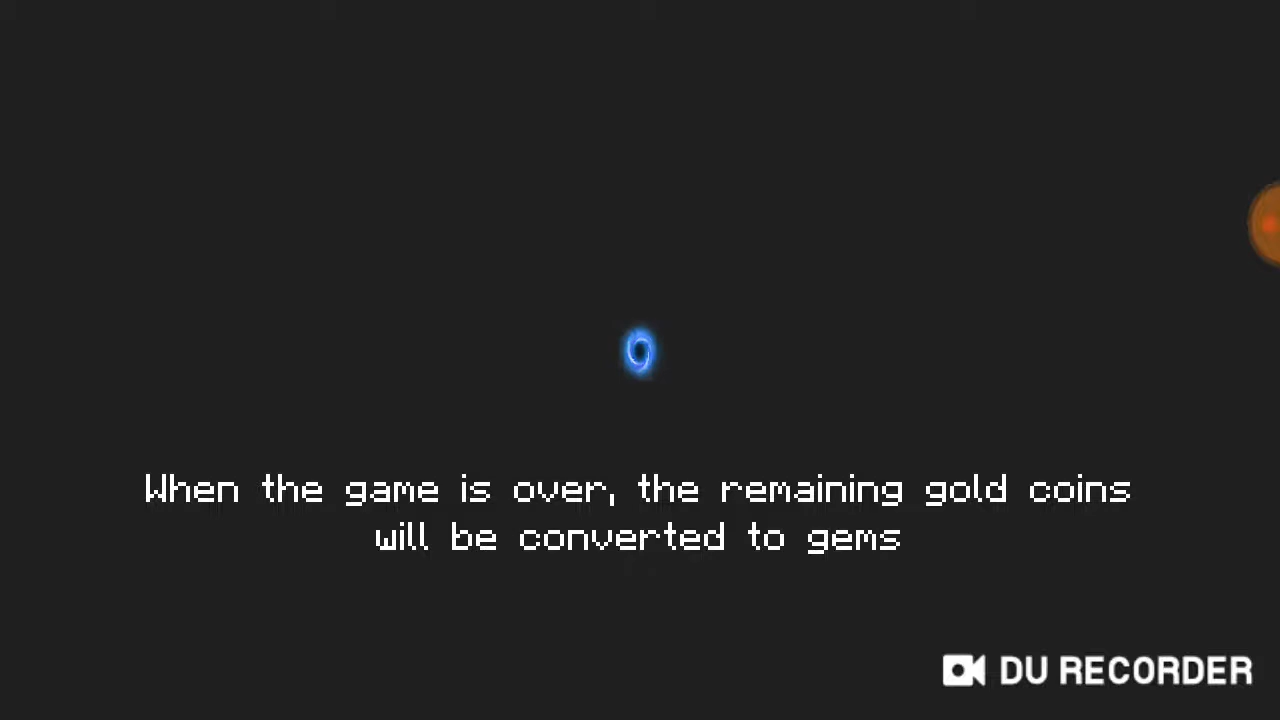 When the game is over, the remaining gold coins
will be converted to gems
DU RECORDER